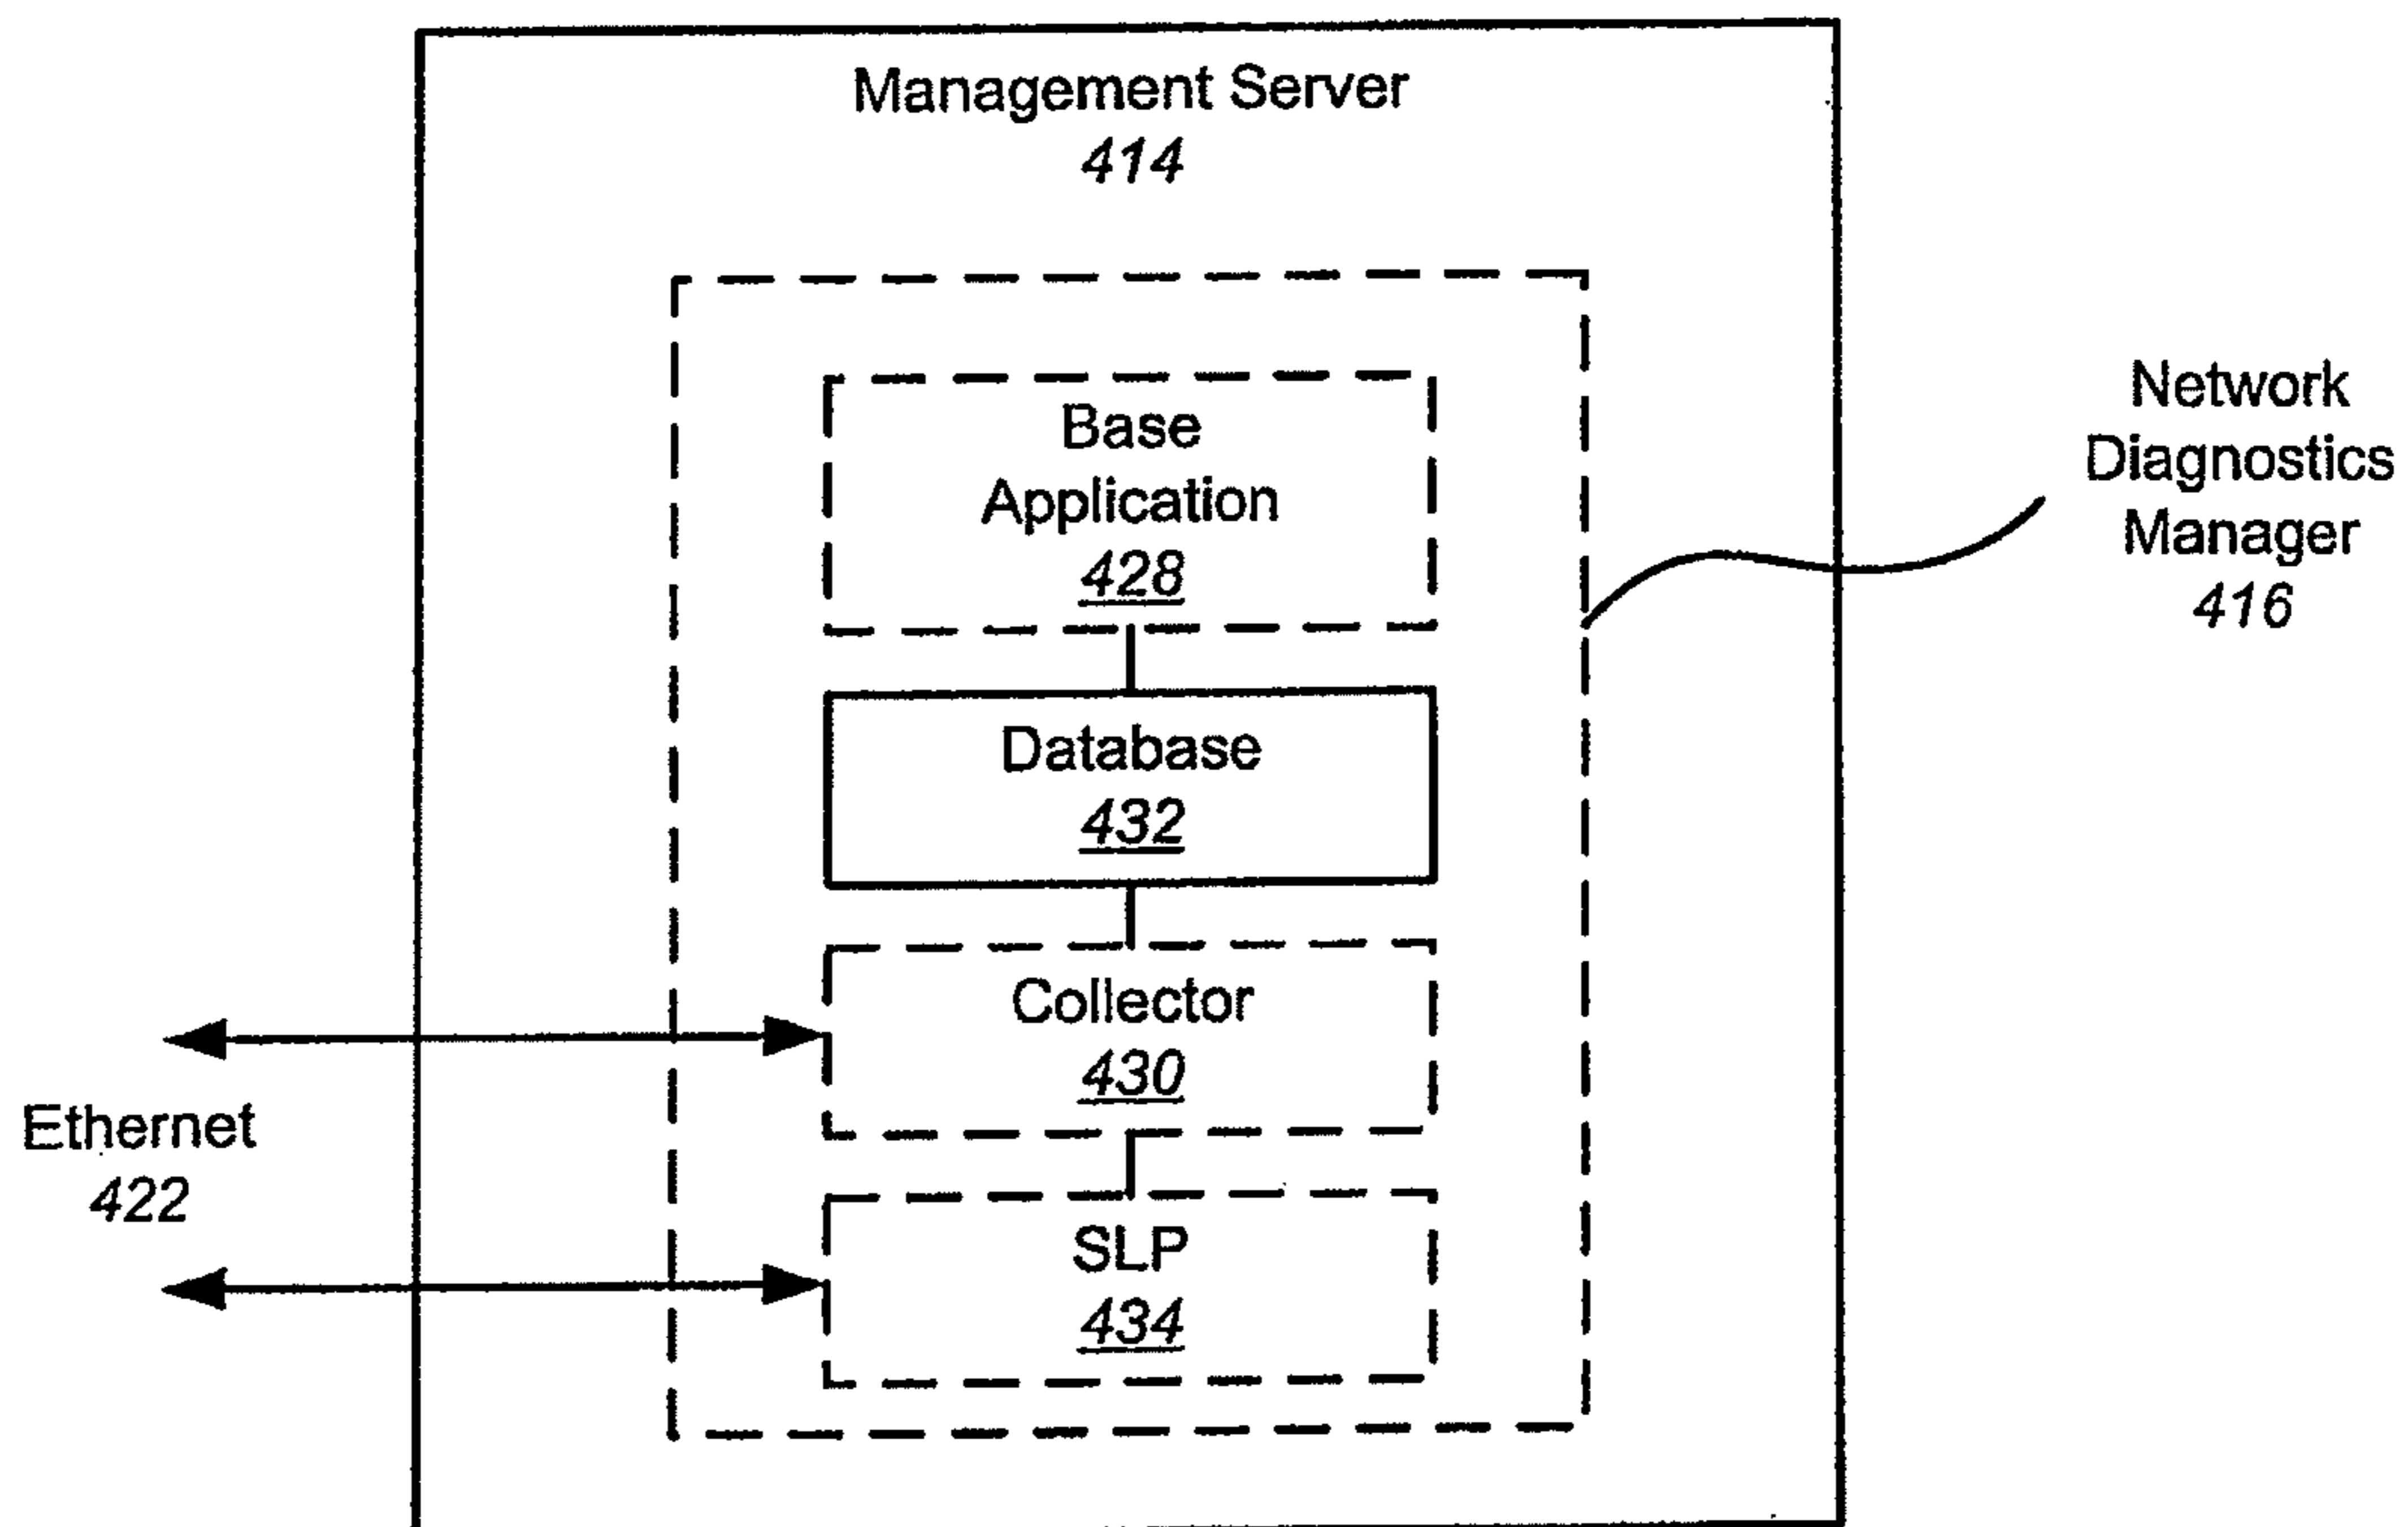 Management Server
414
Network
Diagnostics
Manager
416
Base
Application
428
Database
432
Collector
430
Ethernet
422
SLP
434